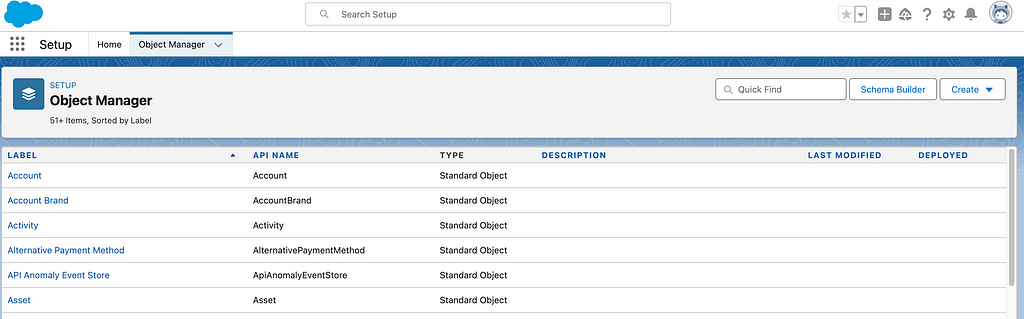 Search Setup
Setup Home Object Manager
SETUP
Object Manager
51+ Items, Sorted by Label
Quick Find Schema Builder Create
LABEL API NAME TYPE DESCRIPTION LAST MODIFIED DEPLOYED
Account Account Standard Object
Account Brand AccountBrand Standard Object
Activity Activity Standard Object
Alternative Payment Method AlternativePaymentMethod Standard Object
API Anomaly Event Store ApiAnomalyEventStore Standard Object
Asset Asset Standard Object